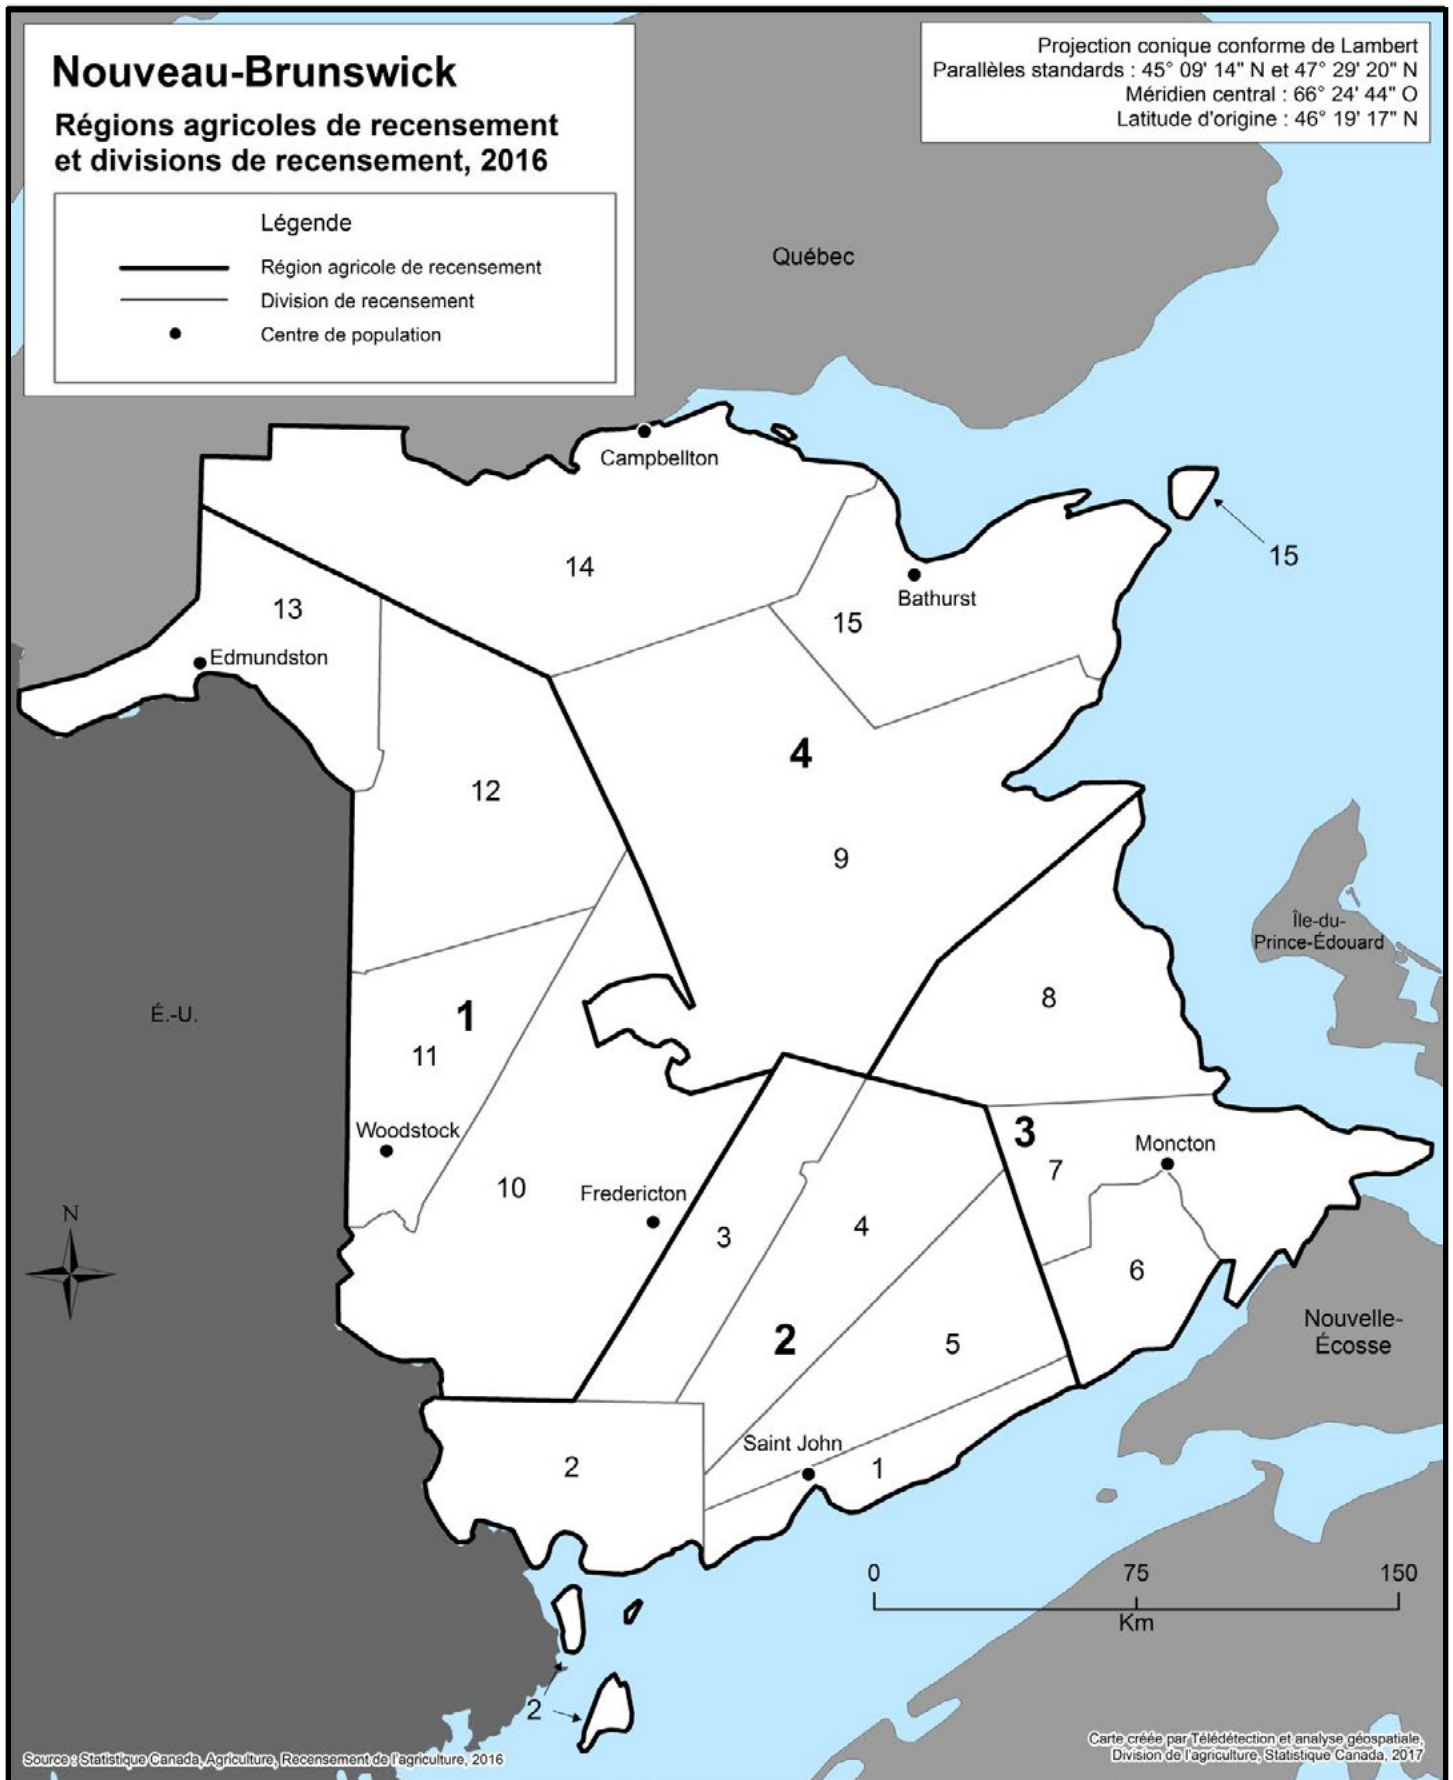 Nouveau-Brunswick
Régions agricoles de recensement
et divisions de recensement, 2016
Légende
Région agricole de recensement
Division de recensement
Centre de population
Projection conique conforme de Lambert
Parallèles standards : 45° 09' 14" N et 47° 29' 20" N
Méridien central : 66° 24' 44" O
Latitude d'origine : 46° 19' 17" N
Québec
Campbellton
14
15
13
Bathurst
15
Edmundston
4
12
9
Île-du-
Prince-Édouard
8
É.-U.
1
11
Woodstock
3
Moncton
7
10
Fredericton
N
3
4
6
2
5
Nouvelle-
Écosse
Saint John
2
1
0
75
150
Km
2
Source : Statistique Canada, Agriculture, Recensement de l'agriculture, 2016
Carte créée par Télédétection et analyse géospatiale,
Division de l'agriculture, Statistique Canada, 2017